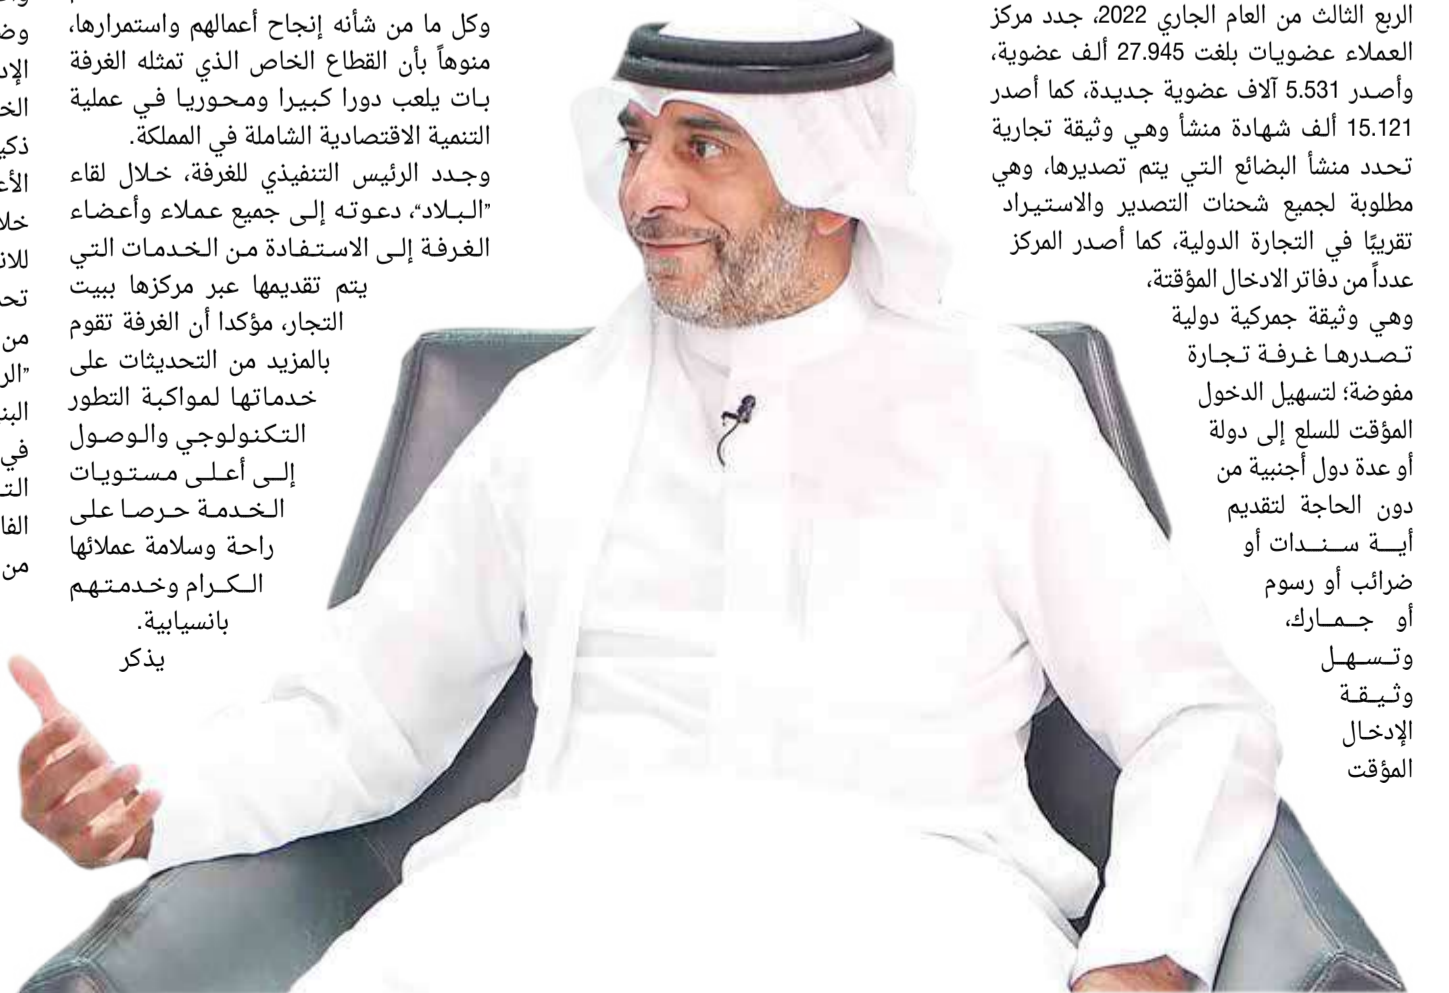 الربع الثالث من العام الجاري 2022، جدد مركز
العملاء عضويات بلغت 27.945 ألف عضوية،
وأصدر 5.531 آلاف عضوية جديدة، كما أصدر
15.121 ألف شهادة منشأ وهي وثيقة تجارية
تحدد منشأ البضائع التي يتم تصديرها، وهي
مطلوبة لجميع شحنات التصدير والاستيراد
تقريبًا في التجارة الدولية، كما أصدر المركز
عدداً من دفاتر الادخال المؤقتة،
وهي وثيقة جمركية دولية
تصدرها غرفة تجارة
مفوضة؛ لتسهيل الدخول
المؤقت للسلع إلى دولة
أو عدة دول أجنبية من
دون الحاجة لتقديم
أية سندات أو
ضرائب أو رسوم
أو جمارك،
وتسهل
وثيقة
الإدخال
المؤقت
وكل ما من شأنه إنجاح أعمالهم واستمرارها،
منوهاً بأن القطاع الخاص الذي تمثله الغرفة
بات يلعب دورا كبيرا ومحوريا في عملية
التنمية الاقتصادية الشاملة في المملكة.
وجدد الرئيس التنفيذي للغرفة، خلال لقاء
”البلاد“، دعوته إلى جميع عملاء وأعضاء
الغرفة إلى الاستفادة من الخدمات التي
يتم تقديمها عبر مركزها ببيت
التجار، مؤكدا أن الغرفة تقوم
بالمزيد من التحديثات على
خدماتها لمواكبة التطور
التكنولوجي والوصول
إلى أعلى مستويات
الخدمة حرصا على
راحة وسلامة عملائها
الكرام وخدمتهم
بانسيابية.
يذكر
من
في
من